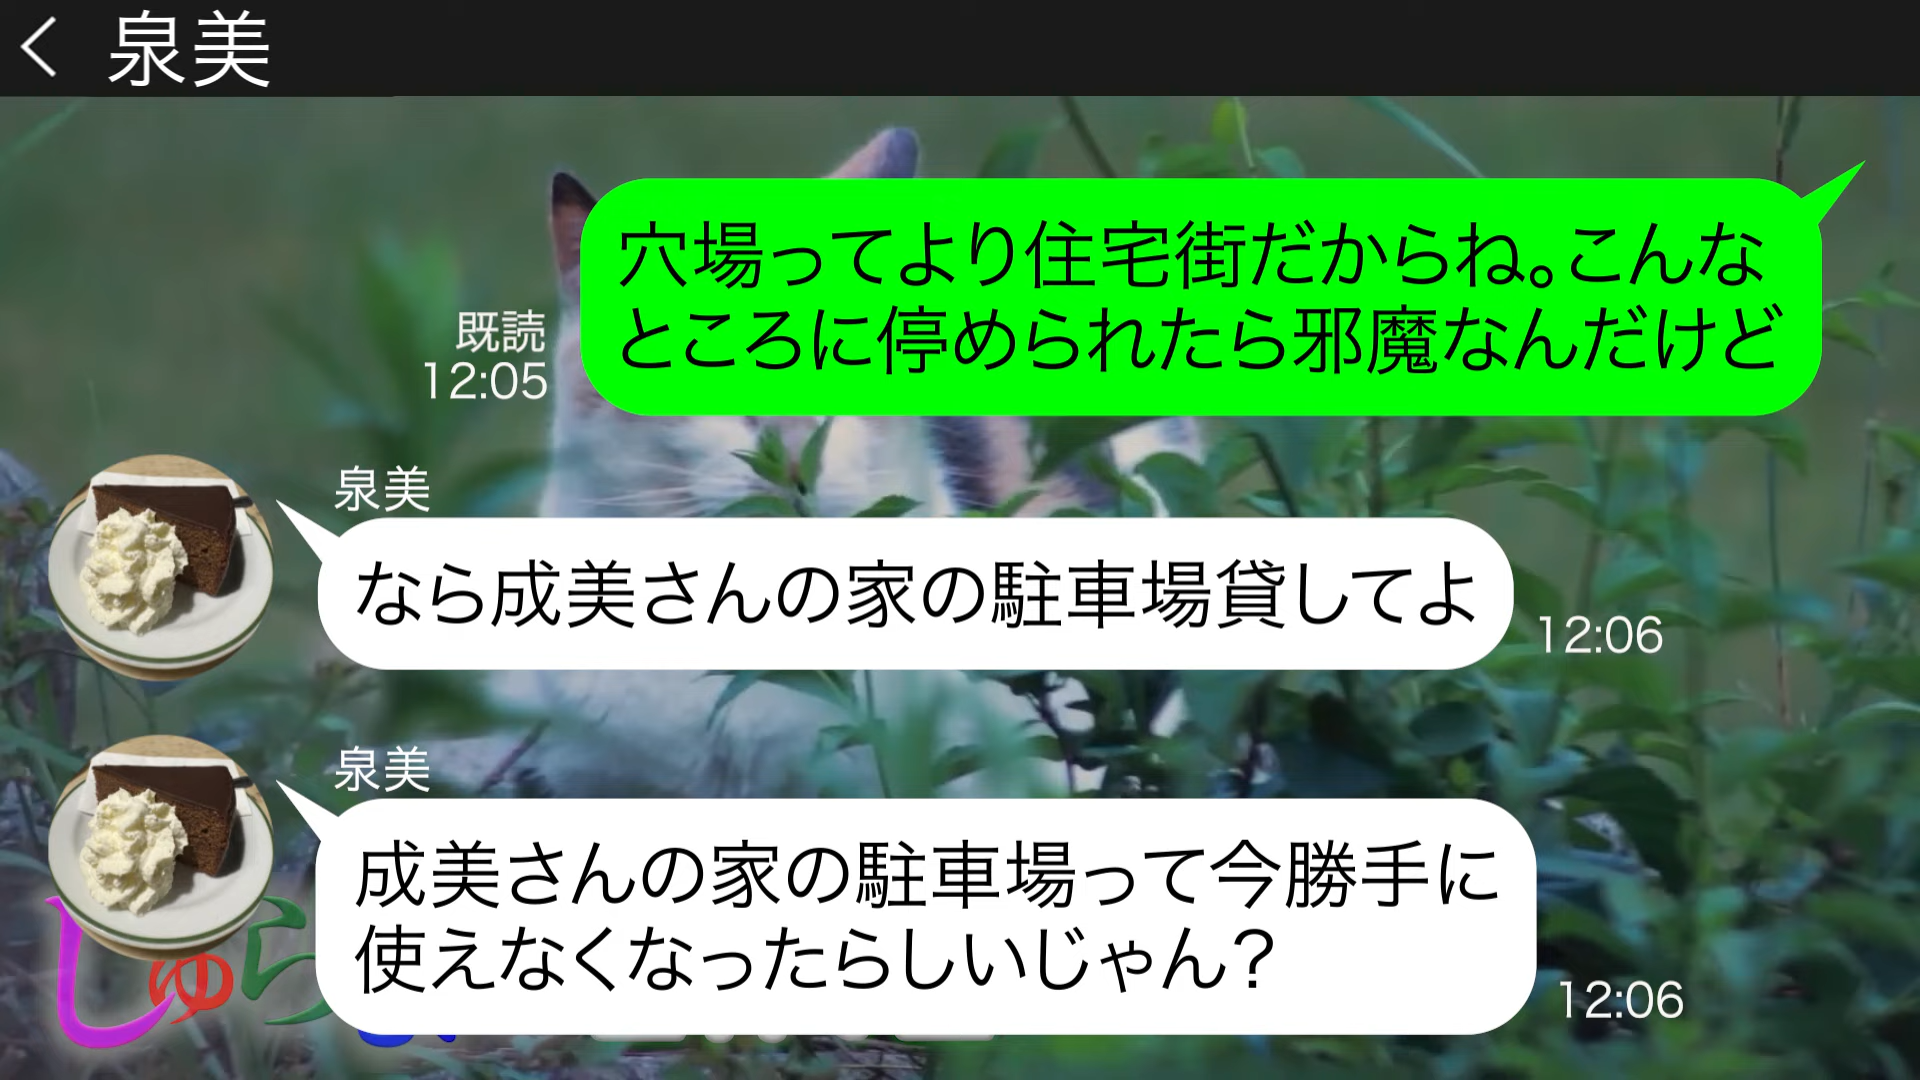 泉美
穴場ってより住宅街だからね。こんな
ところに停められたら邪魔なんだけど
既読
12:05
泉美
なら成美さんの家の駐車場貸してよ
12:06
泉美
成美さんの家の駐車場って今勝手に
使えなくなったらしいじゃん?
12:06
しゅら